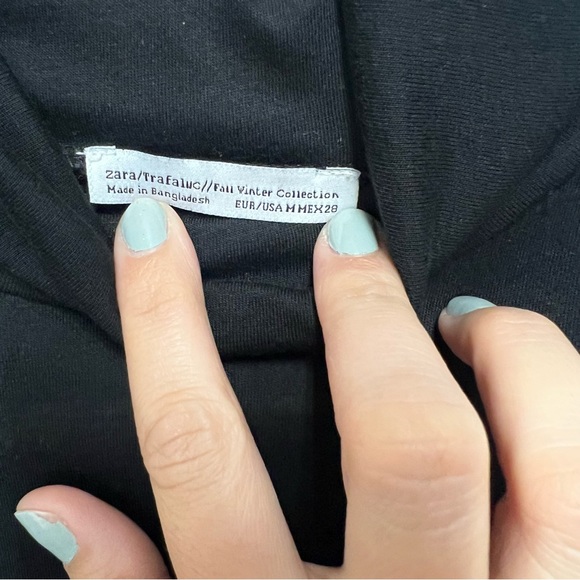 zara/Trafaluc//Fall Winter Collection
Made in Bangladesh EUR/USA M MEX28